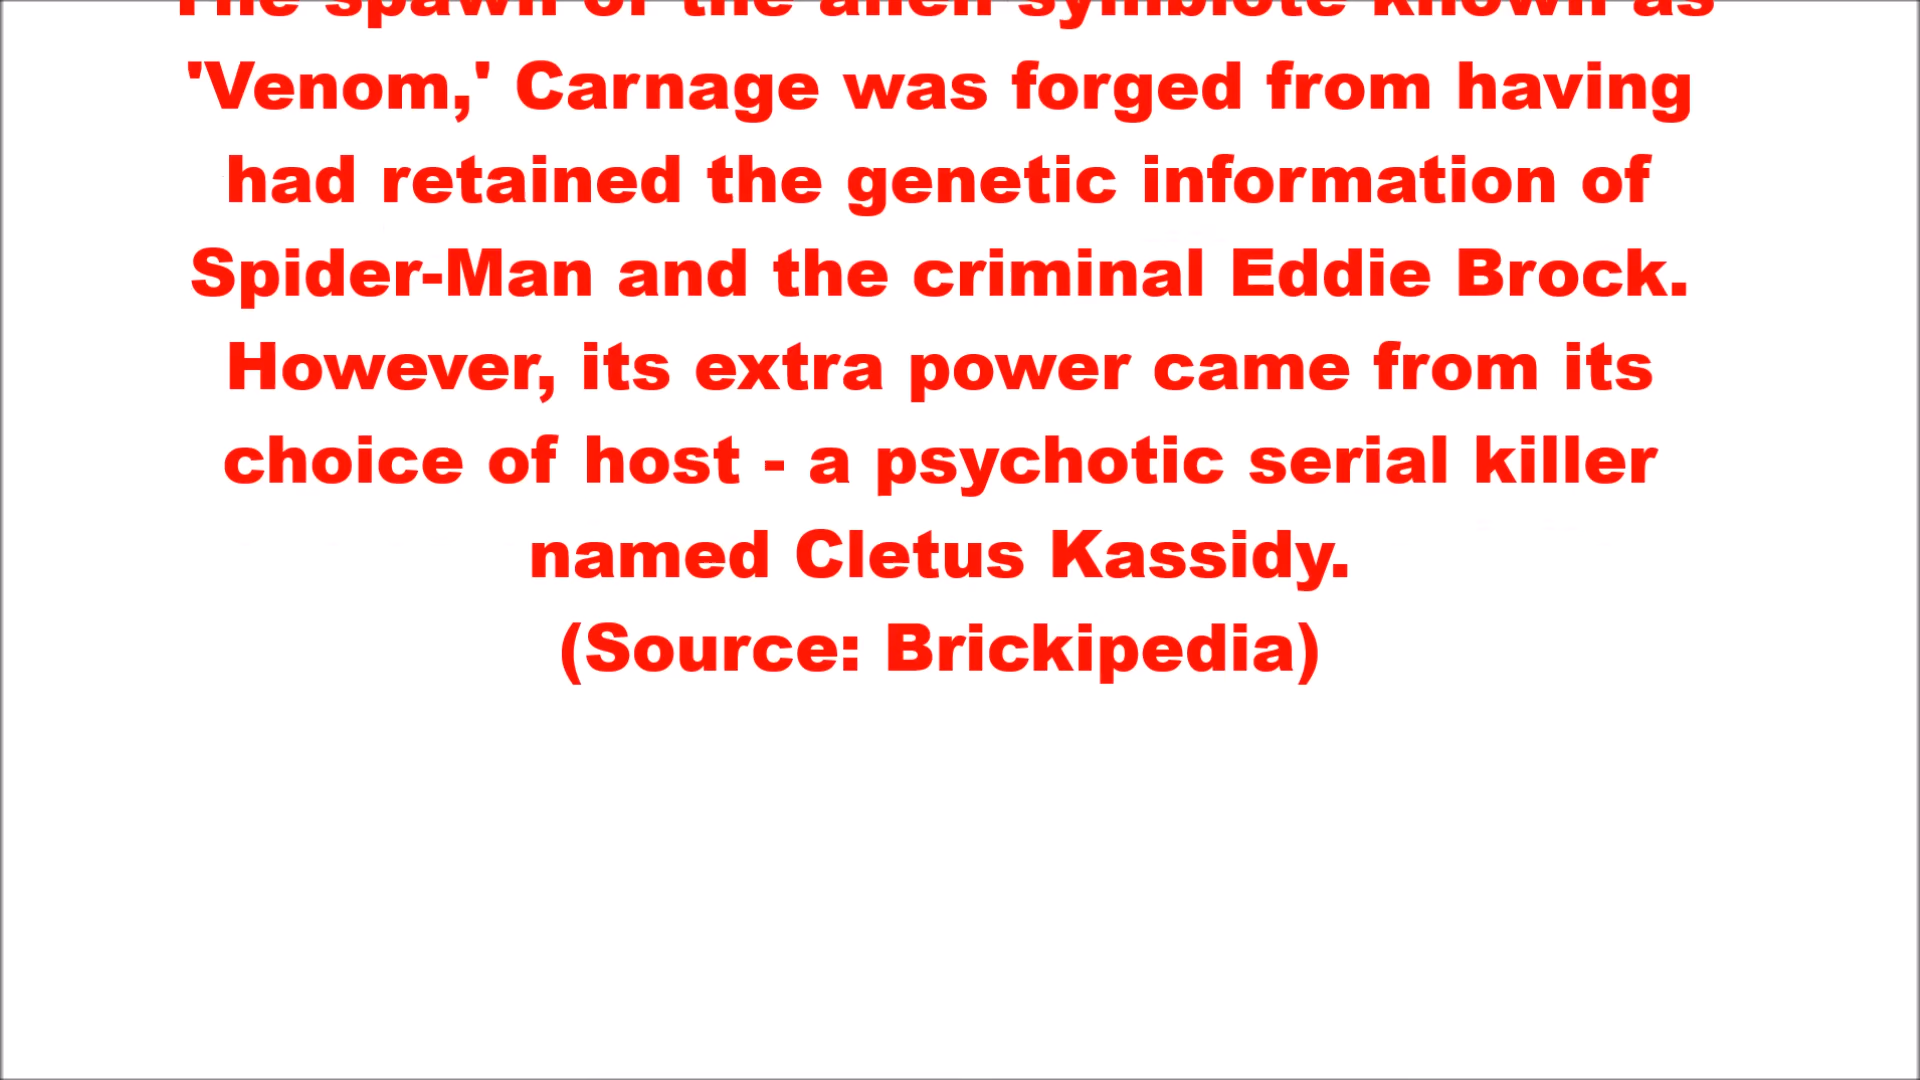 The spawn of the alien symbiote known as
'Venom,' Carnage was forged from having
had retained the genetic information of
Spider-Man and the criminal Eddie Brock.
However, its extra power came from its
choice of host - a psychotic serial killer
named Cletus Kassidy.
(Source: Brickipedia)